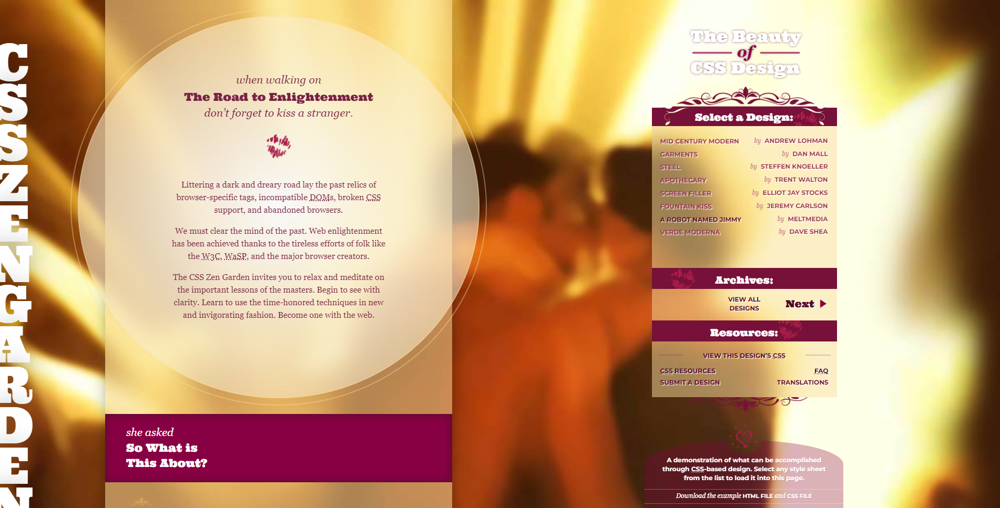 CSS ZEN GARDEN
when walking on
The Road to Enlightenment
don’t forget to kiss a stranger.
Littering a dark and dreary road lay the past relics of
browser-specific tags, incompatible DOMs, broken CSS
support, and abandoned browsers.
We must clear the mind of the past. Web enlightenment
has been achieved thanks to the tireless efforts of folk like
the W3C, WaSP, and the major browser creators.
The CSS Zen Garden invites you to relax and meditate on
the important lessons of the masters. Begin to see with
clarity. Learn to use the time-honored techniques in new
and invigorating fashion. Become one with the web.
she asked
So What is
This About?
The Beauty
of
CSS Design
Select a Design:
MID CENTURY MODERN by ANDREW LOHMAN
GARMENTS by DAN MALL
STEEL by STEFFEN KNOELLER
APOTHECARY by TRENT WALTON
SCREEN FILLER by ELLIOT JAY STOCKS
FOUNTAIN KISS by JEREMY CARLSON
A ROBOT NAMED JIMMY by MELTMEDIA
VERDE MODERNA by DAVE SHEA
Archives:
VIEW ALL
DESIGNS
Next
Resources:
VIEW THIS DESIGN’S CSS
CSS RESOURCES FAQ
SUBMIT A DESIGN TRANSLATIONS
A demonstration of what can be accomplished
through CSS-based design. Select any style sheet
from the list to load it into this page.
Download the example HTML FILE and CSS FILE